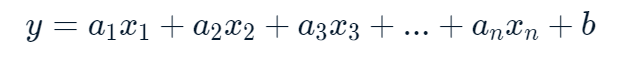 y = a₁x₁ + a₂x₂ + a₃x₃ + ... + aₙxₙ + b